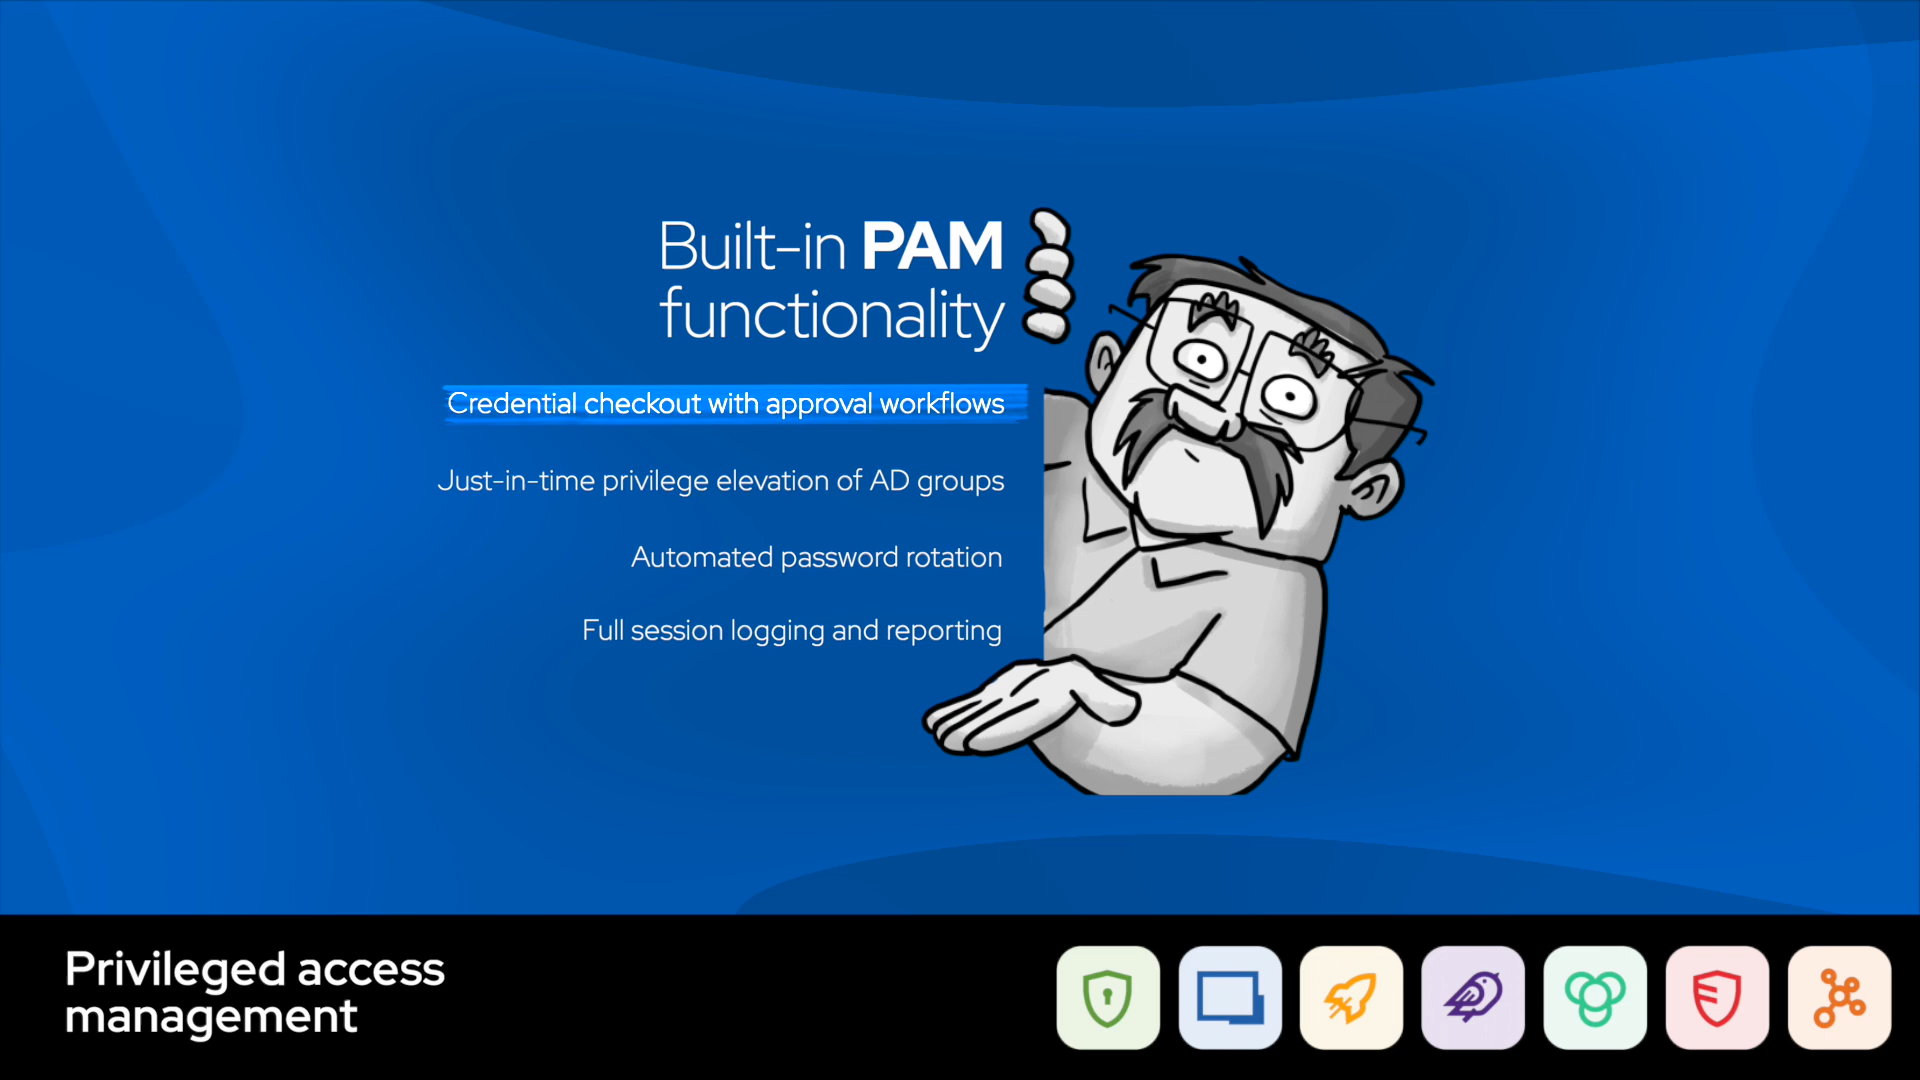 Built-in PAM
functionality
Credential checkout with approval workflows
Just-in-time privilege elevation of AD groups
Automated password rotation
Full session logging and reporting
Privileged access
management